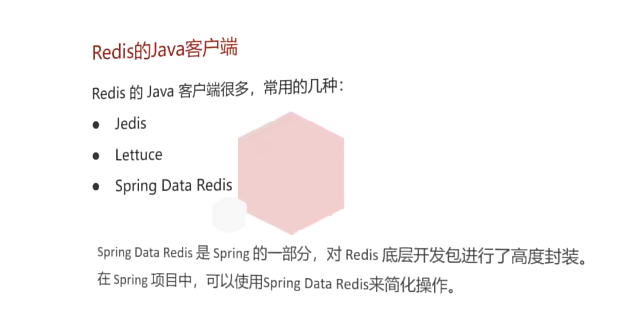 Redis的Java客户端
Redis 的 Java 客户端很多，常用的几种：
● Jedis
● Lettuce
● Spring Data Redis
Spring Data Redis 是 Spring 的一部分，对 Redis 底层开发包进行了高度封装。
在 Spring 项目中，可以使用Spring Data Redis来简化操作。